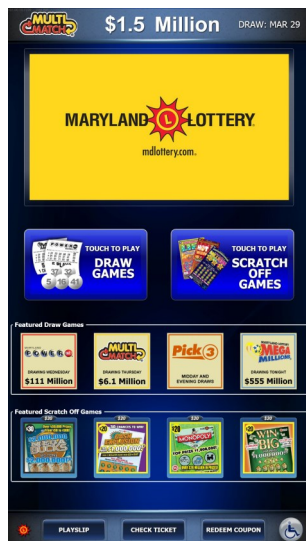 MULTI
MATCH
$1.5 Million
DRAW: MAR 29
MARYLAND LOTTERY
mdlottery.com
TOUCH TO PLAY
DRAW
GAMES
TOUCH TO PLAY
SCRATCH
OFF
GAMES
Featured Draw Games
DRAWING WEDNESDAY
$111 Million
MULTI
MATCH
DRAWING THURSDAY
$6.1 Million
Pick 3
MIDDAY AND
EVENING DRAWS
MEGA
MILLIONS
DRAWING TONIGHT
$555 Million
Featured Scratch Off Games
$30
$20
$20
MONOPOLY
$20
WIN
BIG
PLAYSLIP
CHECK TICKET
REDEEM COUPON